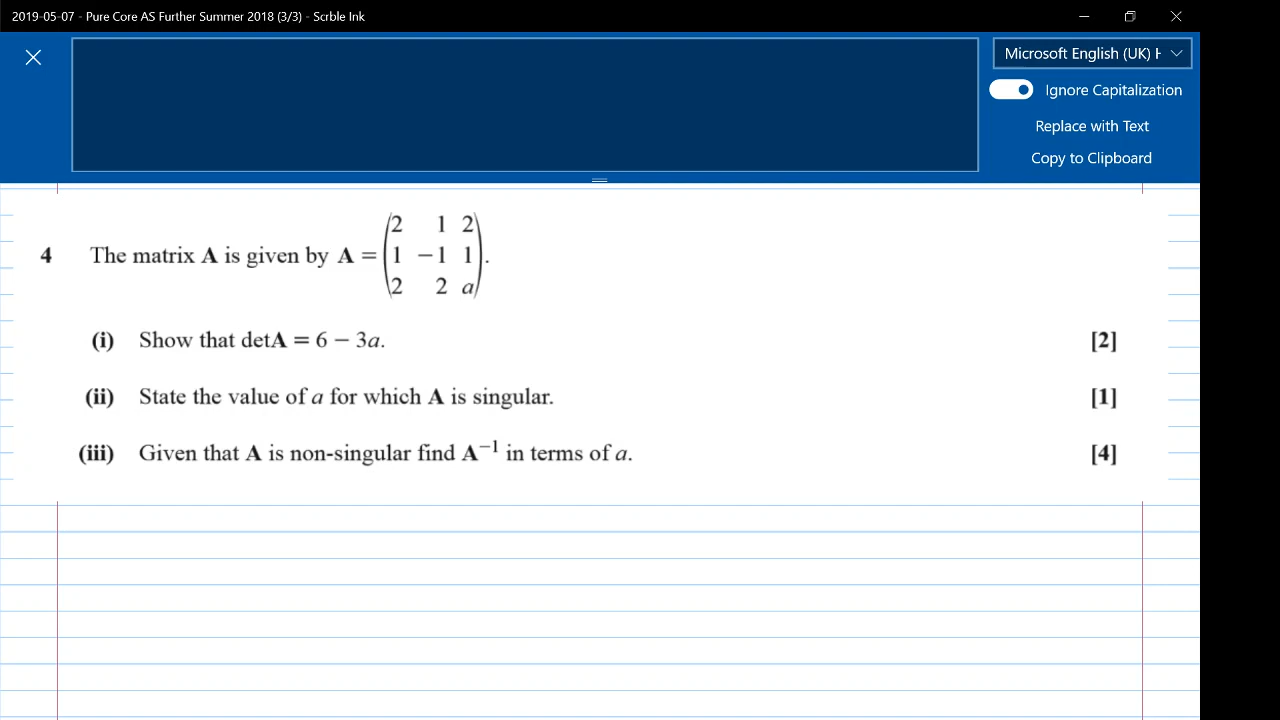 2019-05-07 - Pure Core AS Further Summer 2018 (3/3) - Scrble Ink
Microsoft English (UK) H
Ignore Capitalization
Replace with Text
Copy to Clipboard
4 The matrix A is given by A = (2 1 2
1 −1 1
2 2 a).
(i) Show that detA = 6 − 3a. [2]
(ii) State the value of a for which A is singular. [1]
(iii) Given that A is non-singular find A⁻¹ in terms of a. [4]